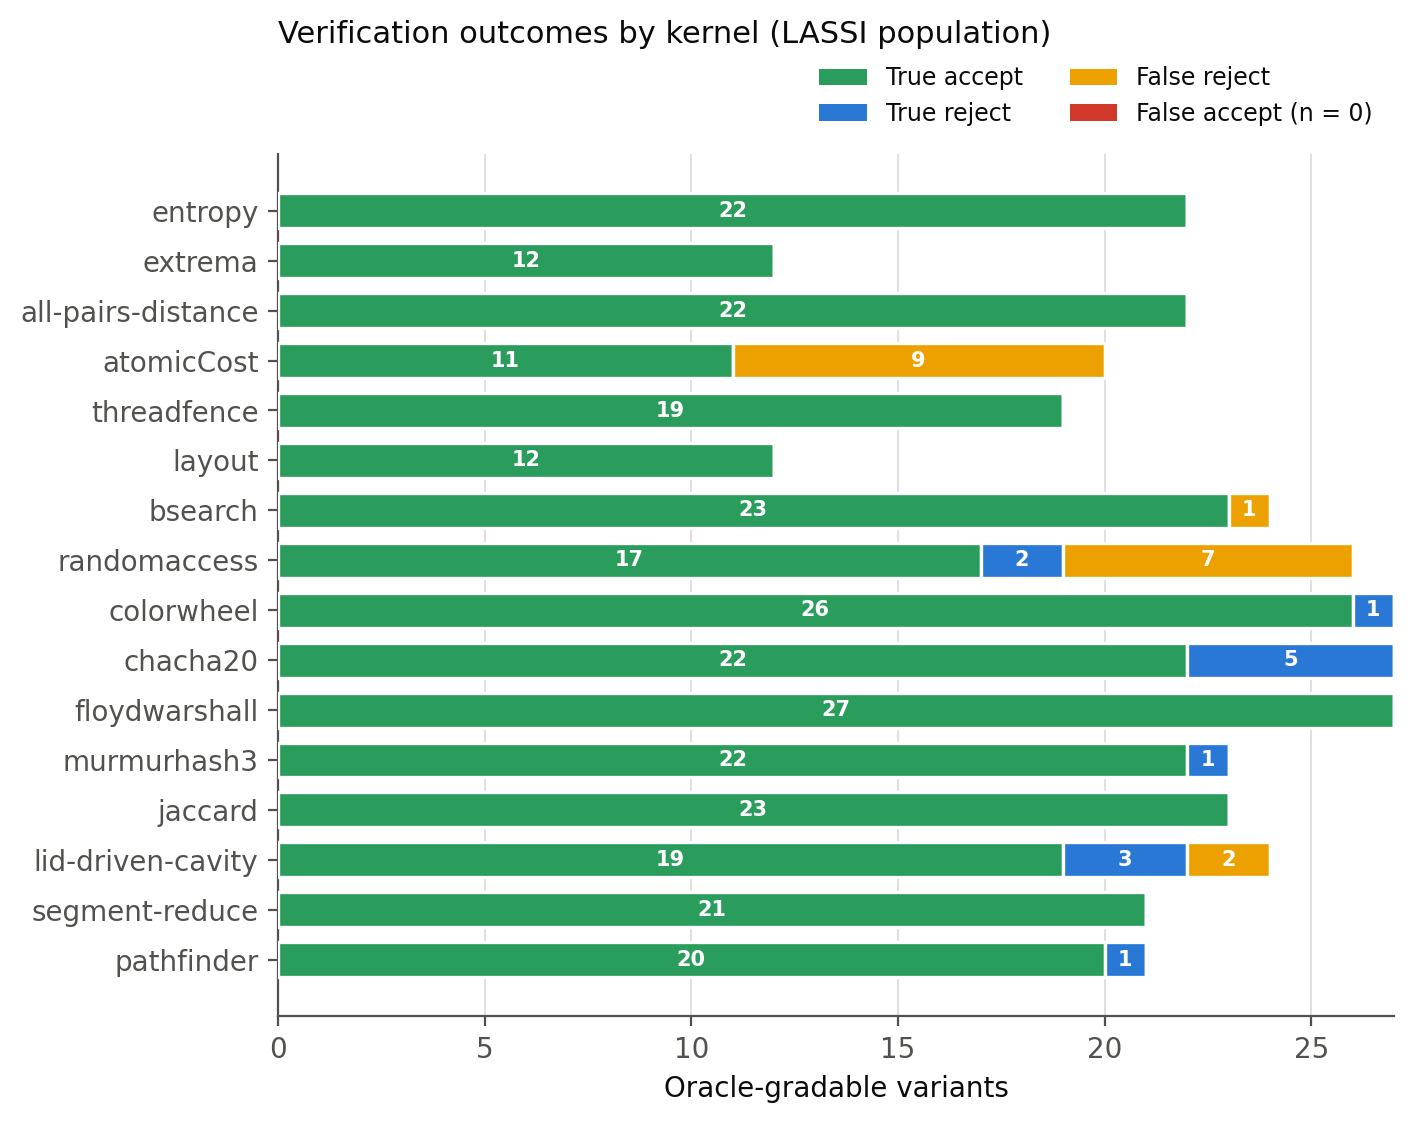 Verification outcomes by kernel (LASSI population)
True accept
False reject
True reject
False accept (n = 0)
entropy 22
extrema 12
all-pairs-distance 22
atomicCost 11 9
threadfence 19
layout 12
bsearch 23 1
randomaccess 17 2 7
colorwheel 26 1
chacha20 22 5
floydwarshall 27
murmurhash3 22 1
jaccard 23
lid-driven-cavity 19 3 2
segment-reduce 21
pathfinder 20 1
0 5 10 15 20 25
Oracle-gradable variants